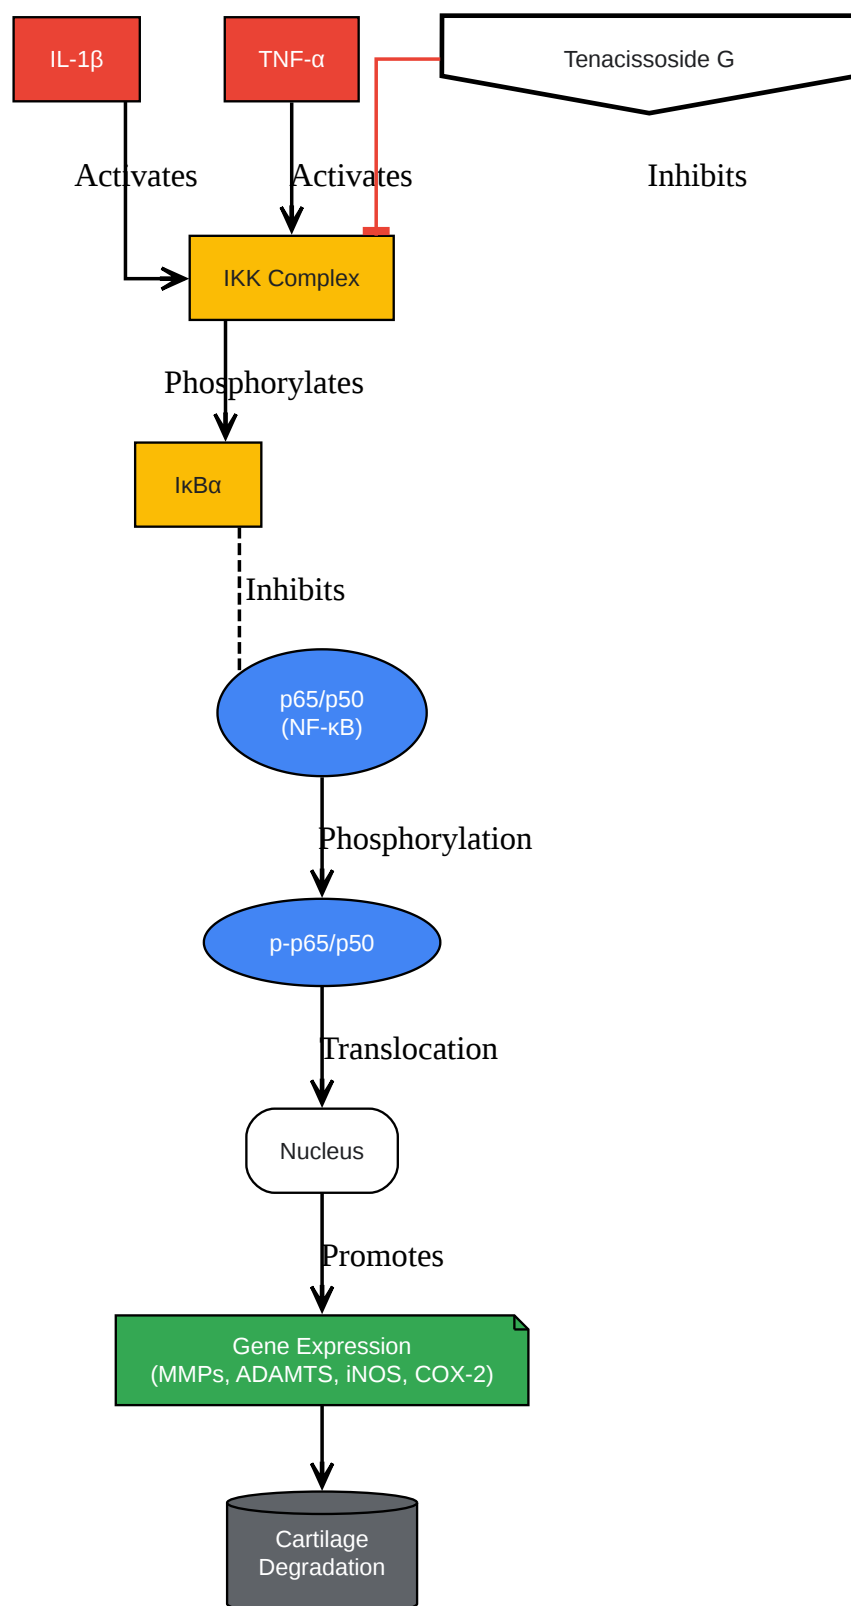 IL-1β
TNF-α
Tenacissoside G
Activates
Activates
Inhibits
IKK Complex
Phosphorylates
IκBα
Inhibits
p65/p50
(NF-κB)
Phosphorylation
p-p65/p50
Translocation
Nucleus
Promotes
Gene Expression
(MMPs, ADAMTS, iNOS, COX-2)
Cartilage
Degradation